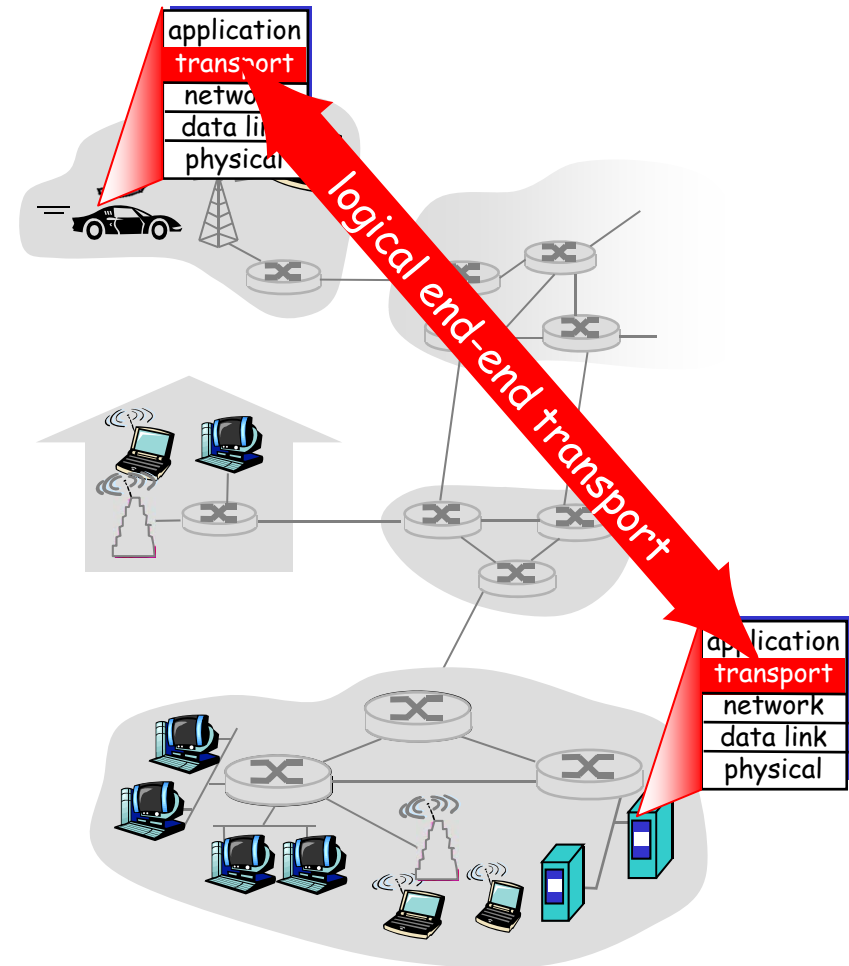 application
transport
network
data link
physical
logical end-end transport
application
transport
network
data link
physical